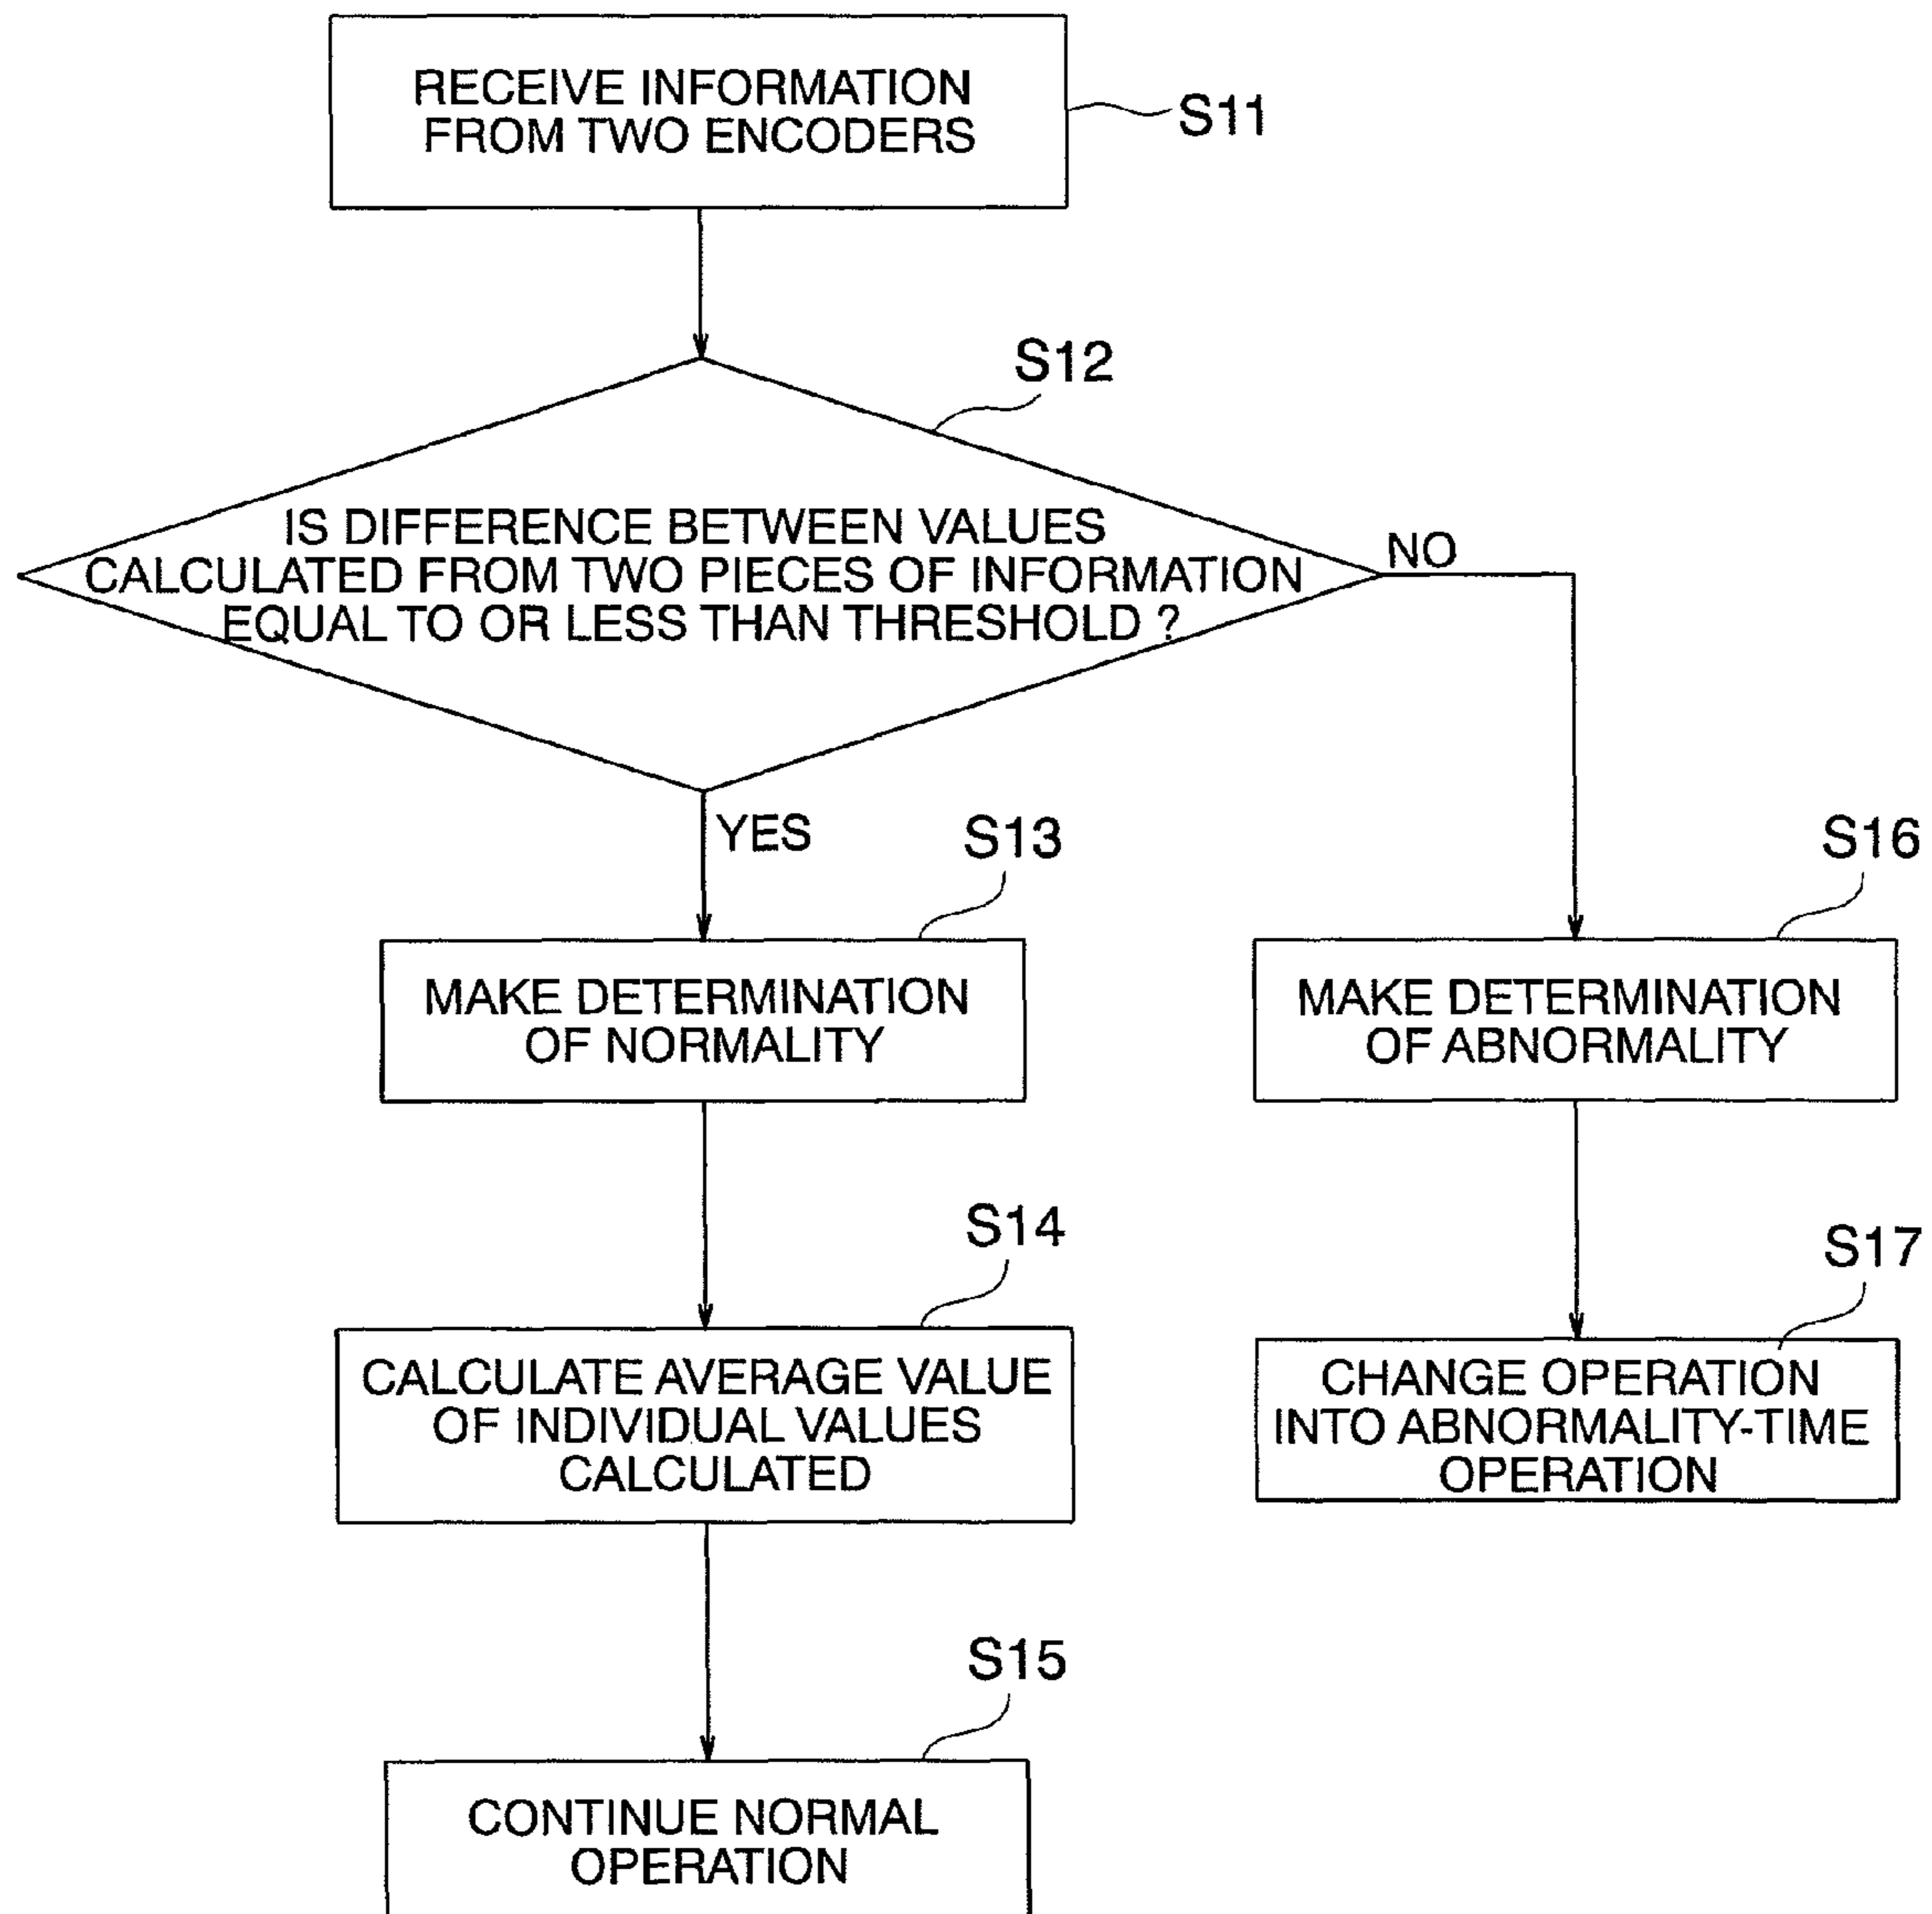 RECEIVE INFORMATION
FROM TWO ENCODERS
S11
S12
IS DIFFERENCE BETWEEN VALUES
CALCULATED FROM TWO PIECES OF INFORMATION
EQUAL TO OR LESS THAN THRESHOLD ?
NO
YES
S13
MAKE DETERMINATION
OF NORMALITY
S16
MAKE DETERMINATION
OF ABNORMALITY
S14
CALCULATE AVERAGE VALUE
OF INDIVIDUAL VALUES
CALCULATED
S17
CHANGE OPERATION
INTO ABNORMALITY-TIME
OPERATION
S15
CONTINUE NORMAL
OPERATION